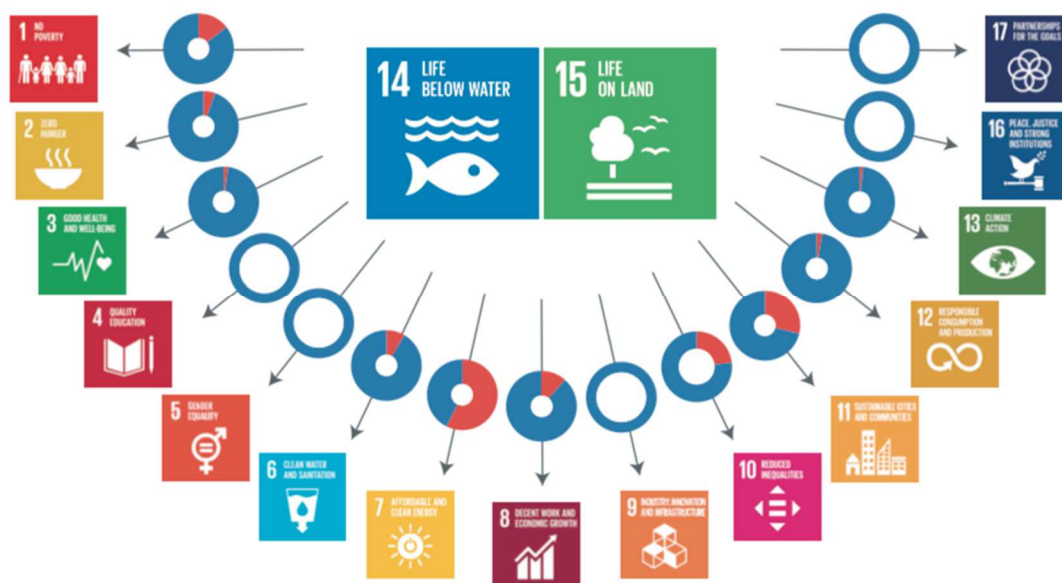 1 NO
POVERTY
2 ZERO
HUNGER
3 GOOD HEALTH
AND WELL-BEING
4 QUALITY
EDUCATION
5 GENDER
EQUALITY
6 CLEAN WATER
AND SANITATION
7 AFFORDABLE AND
CLEAN ENERGY
8 DECENT WORK AND
ECONOMIC GROWTH
9 INDUSTRY, INNOVATION
AND INFRASTRUCTURE
10 REDUCED
INEQUALITIES
11 SUSTAINABLE CITIES
AND COMMUNITIES
12 RESPONSIBLE
CONSUMPTION
AND PRODUCTION
13 CLIMATE
ACTION
14 LIFE
BELOW WATER
15 LIFE
ON LAND
16 PEACE, JUSTICE
AND STRONG
INSTITUTIONS
17 PARTNERSHIPS
FOR THE GOALS